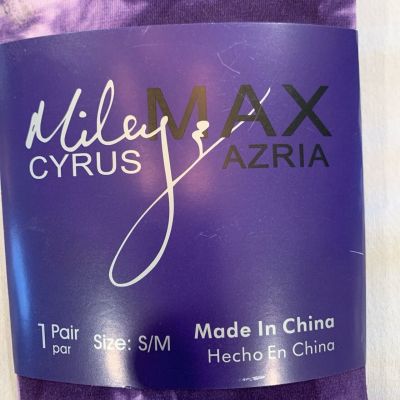 Miley & MAX
CYRUS AZRIA
1 Pair Size: S/M Made In China
par Hecho En China